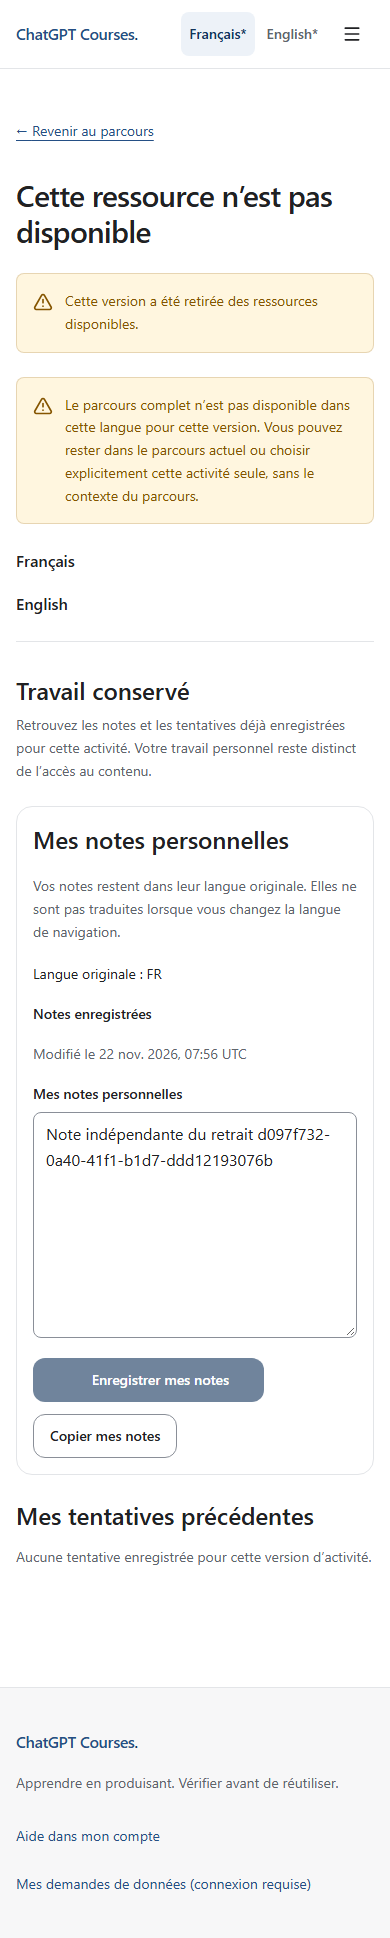 ChatGPT Courses.
Français*
English*
← Revenir au parcours
Cette ressource n’est pas
disponible
Cette version a été retirée des ressources
disponibles.
Le parcours complet n’est pas disponible dans
cette langue pour cette version. Vous pouvez
rester dans le parcours actuel ou choisir
explicitement cette activité seule, sans le
contexte du parcours.
Français
English
Travail conservé
Retrouvez les notes et les tentatives déjà enregistrées
pour cette activité. Votre travail personnel reste distinct
de l’accès au contenu.
Mes notes personnelles
Vos notes restent dans leur langue originale. Elles ne
sont pas traduites lorsque vous changez la langue
de navigation.
Langue originale : FR
Notes enregistrées
Modifié le 22 nov. 2026, 07:56 UTC
Mes notes personnelles
Note indépendante du retrait d097f732-
0a40-41f1-b1d7-ddd12193076b
Enregistrer mes notes
Copier mes notes
Mes tentatives précédentes
Aucune tentative enregistrée pour cette version d’activité.
ChatGPT Courses.
Apprendre en produisant. Vérifier avant de réutiliser.
Aide dans mon compte
Mes demandes de données (connexion requise)